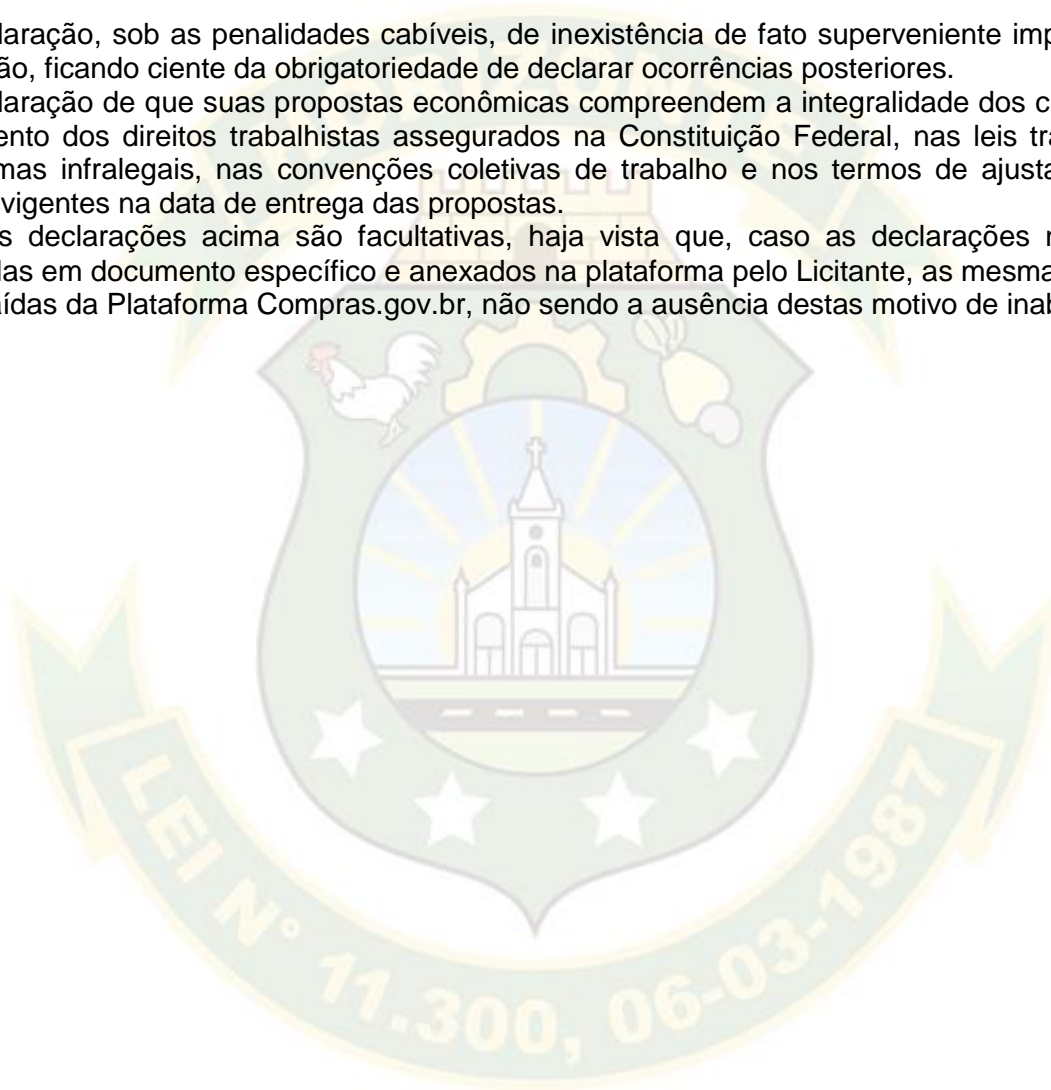 laração, sob as penalidades cabíveis, de inexistência de fato superveniente imp
ão, ficando ciente da obrigatoriedade de declarar ocorrências posteriores.
laração de que suas propostas econômicas compreendem a integralidade dos c
ento dos direitos trabalhistas assegurados na Constituição Federal, nas leis tra
mas infralegais, nas convenções coletivas de trabalho e nos termos de ajusta
vigentes na data de entrega das propostas.
s declarações acima são facultativas, haja vista que, caso as declarações n
las em documento específico e anexados na plataforma pelo Licitante, as mesma
ídas da Plataforma Compras.gov.br, não sendo a ausência destas motivo de inab
HORIZONTE
LEI Nº 11.300, 06-03-1987